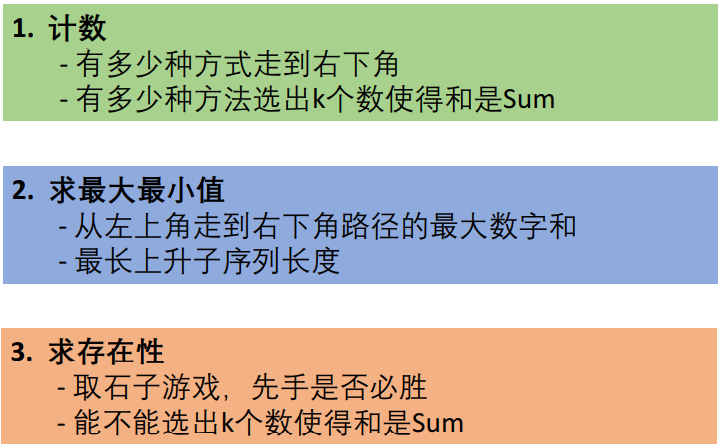 1. 计数
- 有多少种方式走到右下角
- 有多少种方法选出k个数使得和是Sum
2. 求最大最小值
- 从左上角走到右下角路径的最大数字和
- 最长上升子序列长度
3. 求存在性
- 取石子游戏，先手是否必胜
- 能不能选出k个数使得和是Sum